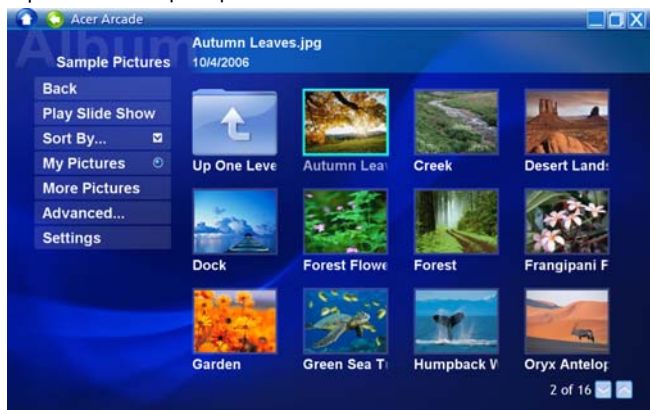 Acer Arcade
Album
Autumn Leaves.jpg
10/4/2006
Sample Pictures
Back
Play Slide Show
Sort By...
My Pictures
More Pictures
Advanced...
Settings
Up One Leve
Autumn Leav
Creek
Desert Lands
Dock
Forest Flowe
Forest
Frangipani F
Garden
Green Sea T
Humpback W
Oryx Antelop
2 of 16